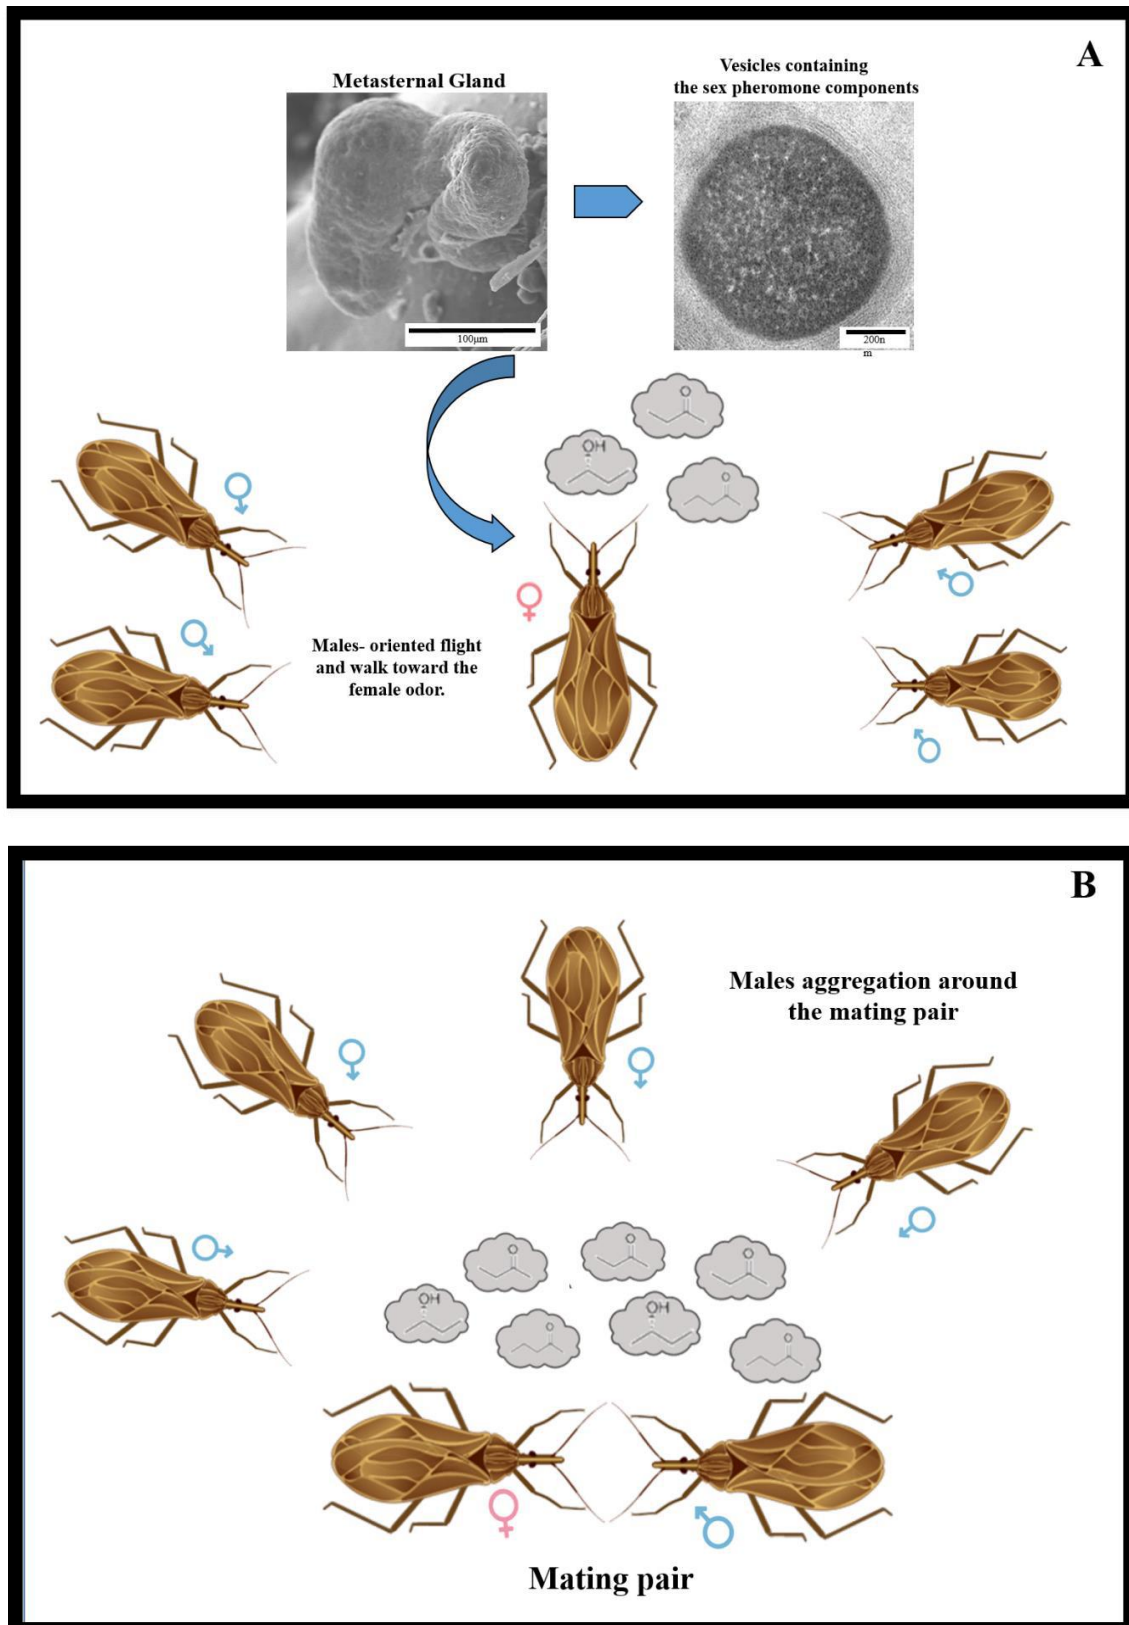 A
Metasternal Gland
Vesicles containing
the sex pheromone components
100μm
200n
m
O
OH
O
O
Males- oriented flight
and walk toward the
female odor.
B
Males aggregation around
the mating pair
O
O
O
OH
OH
O
O
Mating pair